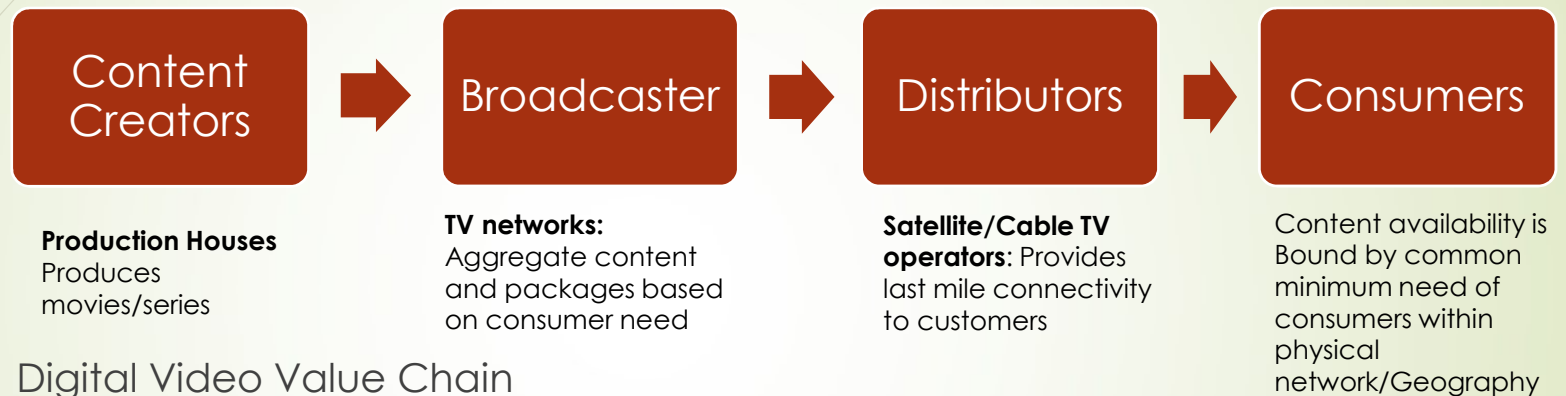 Content
Creators
Broadcaster
Distributors
Consumers
Production Houses
Produces
movies/series
TV networks:
Aggregate content
and packages based
on consumer need
Satellite/Cable TV
operators: Provides
last mile connectivity
to customers
Content availability is
Bound by common
minimum need of
consumers within
physical
network/Geography
Digital Video Value Chain